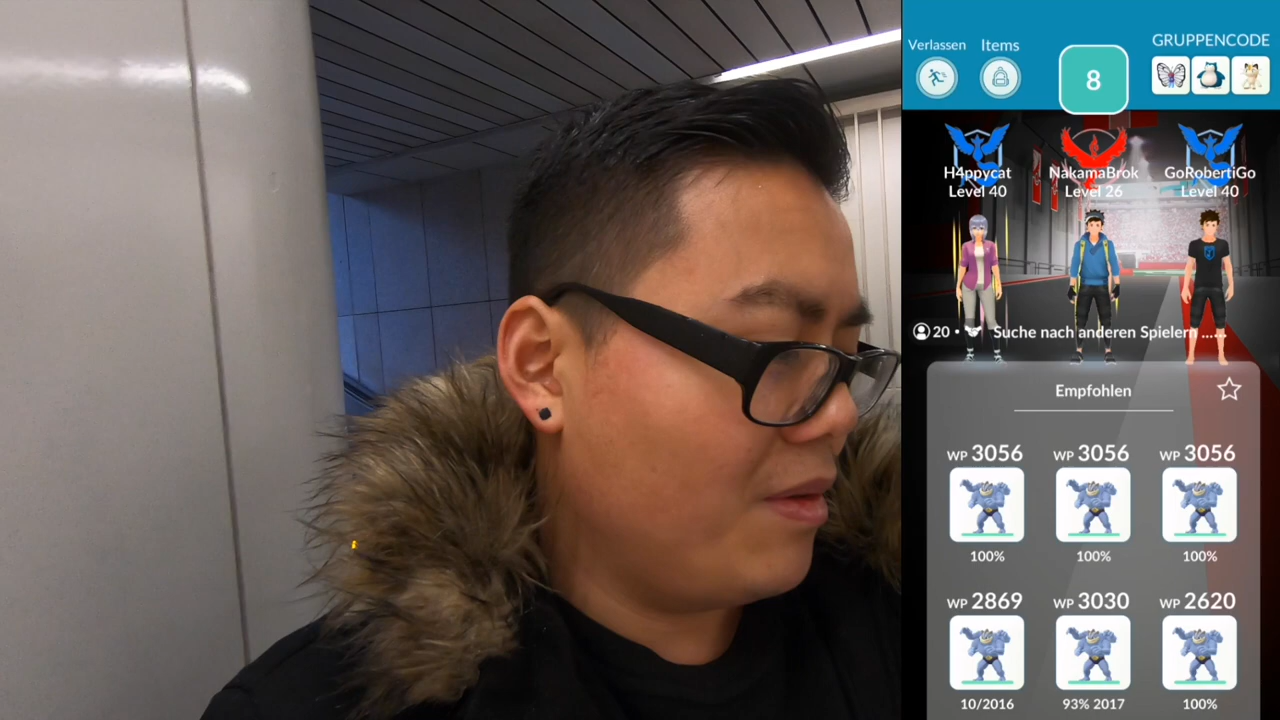 Verlassen
Items
8
GRUPPENCODE
H4ppycat
Level 40
NakamaBrok
Level 26
GoRobertiGo
Level 40
20 • Suche nach anderen Spielern ......
Empfohlen
WP 3056
WP 3056
WP 3056
100%
100%
100%
WP 2869
WP 3030
WP 2620
10/2016
93% 2017
100%